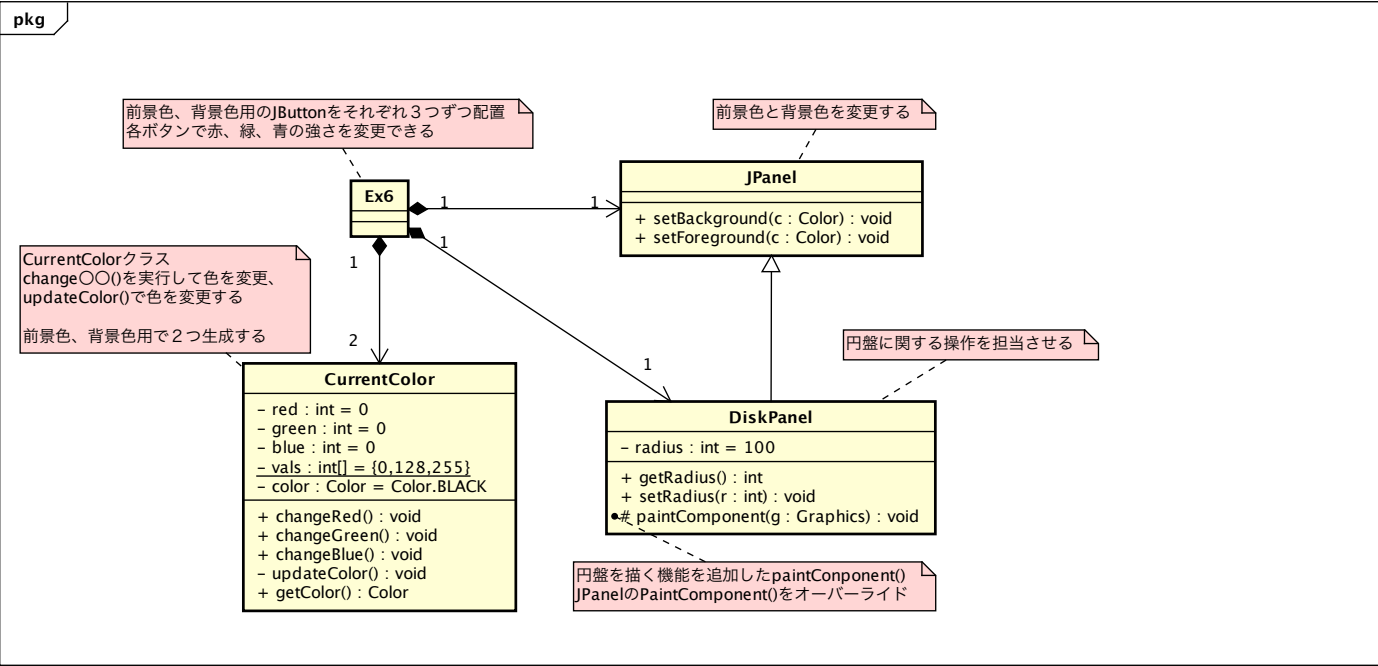 pkg
前景色、背景色用のJButtonをそれぞれ３つずつ配置
各ボタンで赤、緑、青の強さを変更できる
前景色と背景色を変更する
Ex6
1
1
1
1
2
1
JPanel
+ setBackground(c : Color) : void
+ setForeground(c : Color) : void
CurrentColorクラス
change〇〇()を実行して色を変更、
updateColor()で色を変更する
前景色、背景色用で２つ生成する
円盤に関する操作を担当させる
CurrentColor
- red : int = 0
- green : int = 0
- blue : int = 0
- vals : int[] = {0,128,255}
- color : Color = Color.BLACK
+ changeRed() : void
+ changeGreen() : void
+ changeBlue() : void
- updateColor() : void
+ getColor() : Color
DiskPanel
- radius : int = 100
+ getRadius() : int
+ setRadius(r : int) : void
# paintComponent(g : Graphics) : void
円盤を描く機能を追加したpaintConponent()
JPanelのPaintComponent()をオーバーライド